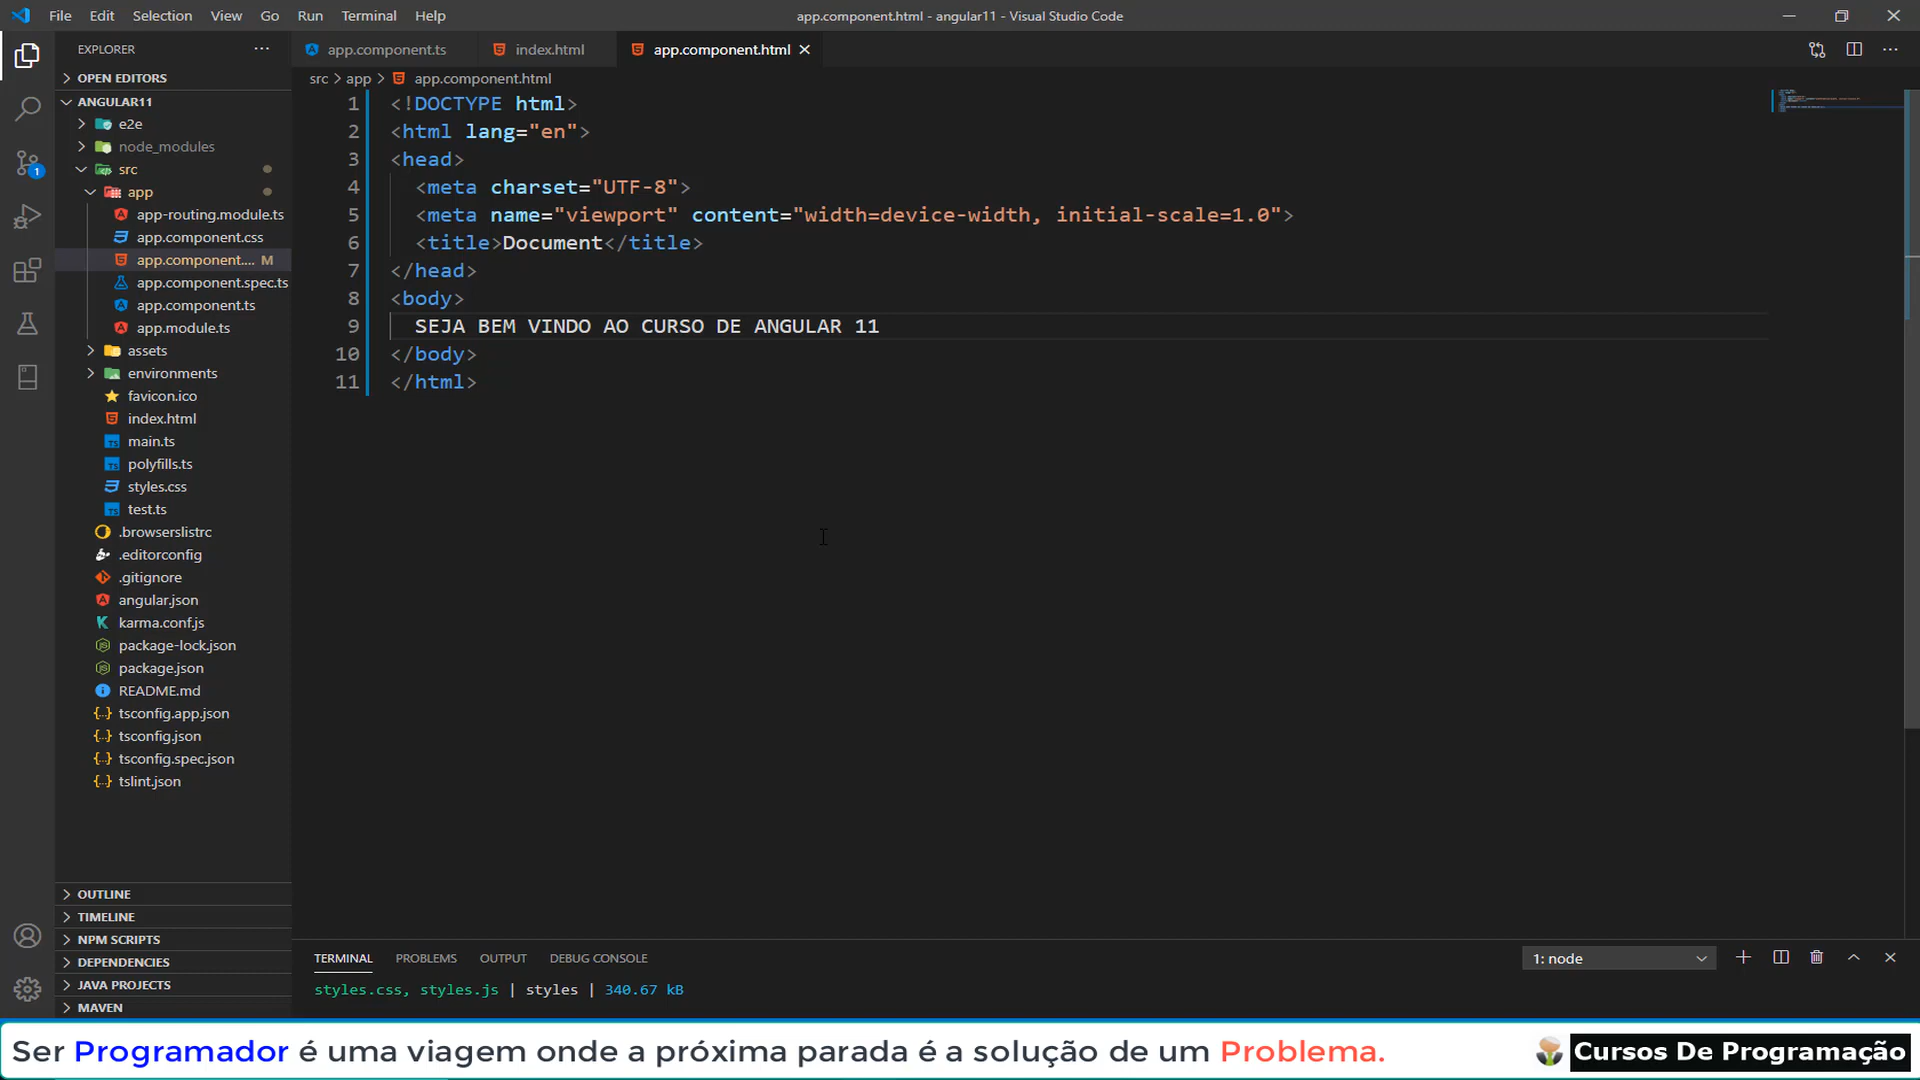 File Edit Selection View Go Run Terminal Help
app.component.html - angular11 - Visual Studio Code
EXPLORER
app.component.ts
index.html
app.component.html
OPEN EDITORS
src > app > app.component.html
ANGULAR11
e2e
node_modules
src
app
app-routing.module.ts
app.component.css
app.component.... M
app.component.spec.ts
app.component.ts
app.module.ts
assets
environments
favicon.ico
index.html
main.ts
polyfills.ts
styles.css
test.ts
.browserslistrc
.editorconfig
.gitignore
angular.json
karma.conf.js
package-lock.json
package.json
README.md
tsconfig.app.json
tsconfig.json
tsconfig.spec.json
tslint.json
OUTLINE
TIMELINE
NPM SCRIPTS
DEPENDENCIES
JAVA PROJECTS
MAVEN
1 <!DOCTYPE html>
2 <html lang="en">
3 <head>
4 <meta charset="UTF-8">
5 <meta name="viewport" content="width=device-width, initial-scale=1.0">
6 <title>Document</title>
7 </head>
8 <body>
9 SEJA BEM VINDO AO CURSO DE ANGULAR 11
10 </body>
11 </html>
TERMINAL PROBLEMS OUTPUT DEBUG CONSOLE
1: node
styles.css, styles.js | styles | 340.67 kB
Ser Programador é uma viagem onde a próxima parada é a solução de um Problema.
Cursos De Programação